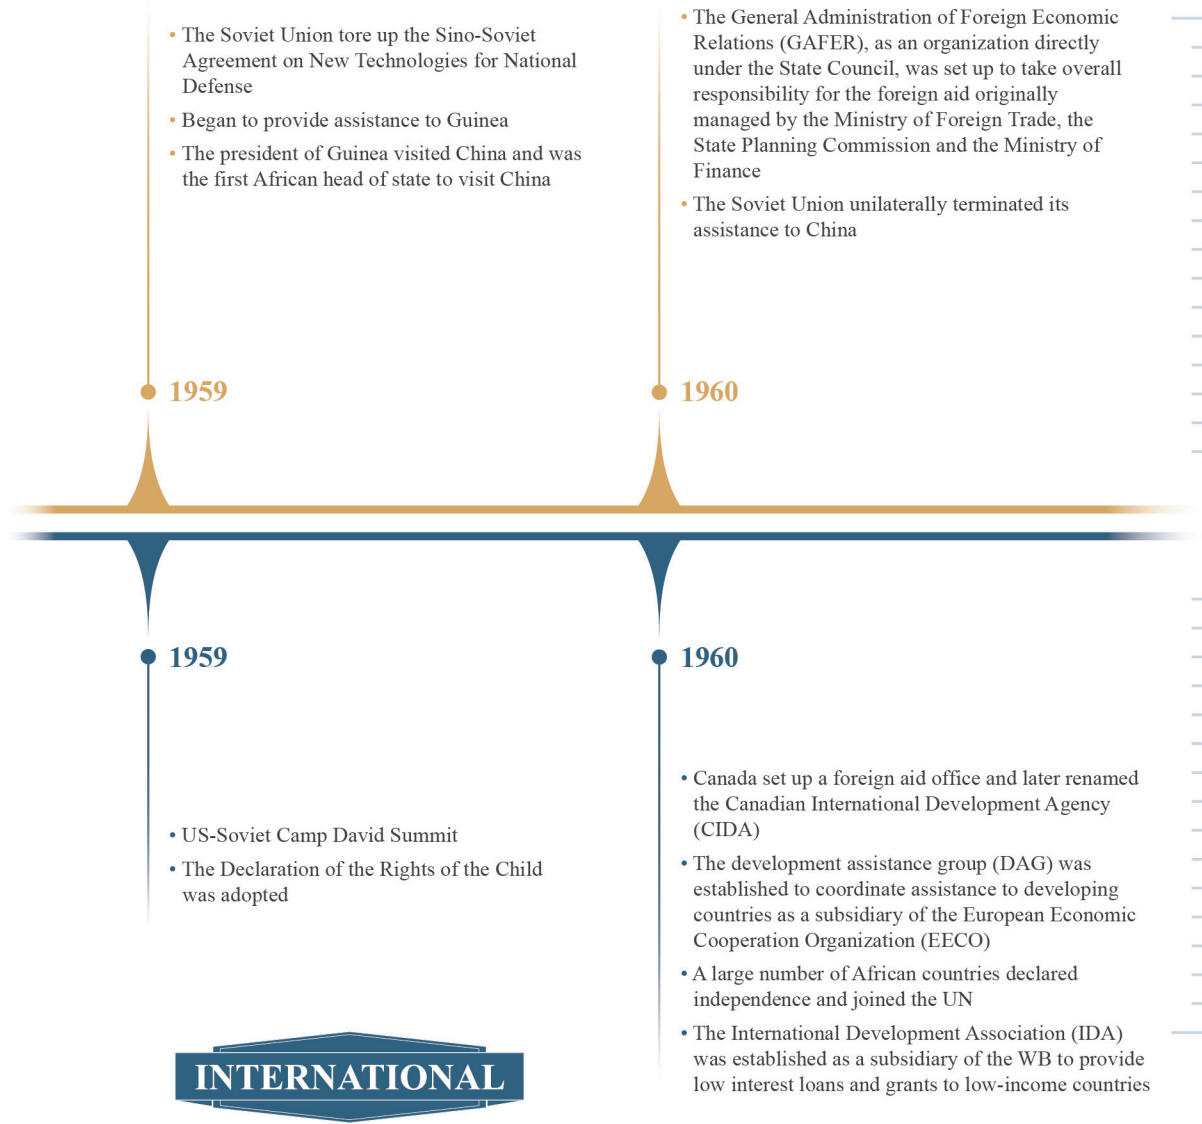 • The Soviet Union tore up the Sino-Soviet
Agreement on New Technologies for National
Defense
• Began to provide assistance to Guinea
• The president of Guinea visited China and was
the first African head of state to visit China
1959
• The General Administration of Foreign Economic
Relations (GAFER), as an organization directly
under the State Council, was set up to take overall
responsibility for the foreign aid originally
managed by the Ministry of Foreign Trade, the
State Planning Commission and the Ministry of
Finance
• The Soviet Union unilaterally terminated its
assistance to China
1960
1959
• US-Soviet Camp David Summit
• The Declaration of the Rights of the Child
was adopted
1960
• Canada set up a foreign aid office and later renamed
the Canadian International Development Agency
(CIDA)
• The development assistance group (DAG) was
established to coordinate assistance to developing
countries as a subsidiary of the European Economic
Cooperation Organization (EECO)
• A large number of African countries declared
independence and joined the UN
• The International Development Association (IDA)
was established as a subsidiary of the WB to provide
low interest loans and grants to low-income countries
INTERNATIONAL